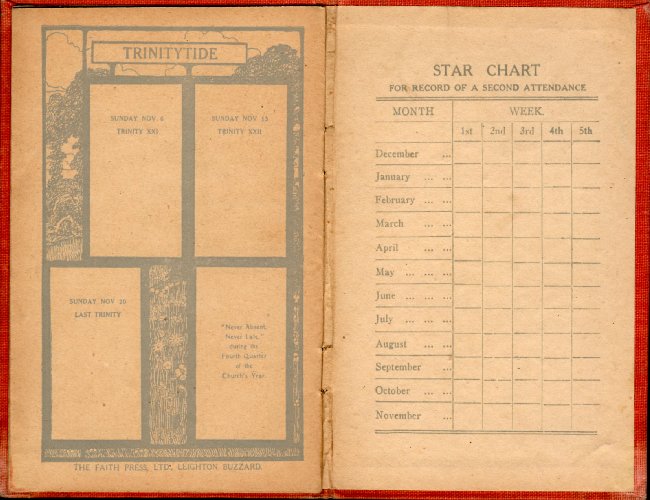 TRINITYTIDE
SUNDAY NOV 6
TRINITY XXI
SUNDAY NOV 13
TRINITY XXII
SUNDAY NOV 20
LAST TRINITY
"Never Absent,
Never Late,"
during the
Fourth Quarter
of the
Church's Year.
THE FAITH PRESS, LTD., LEIGHTON BUZZARD.
STAR CHART
FOR RECORD OF A SECOND ATTENDANCE
MONTH WEEK.
1st 2nd 3rd 4th 5th
December ...
January ... ...
February ... ...
March ... ...
April ... ...
May ... ... ...
June ... ... ...
July ... ... ...
August ... ...
September ...
October ... ...
November ...